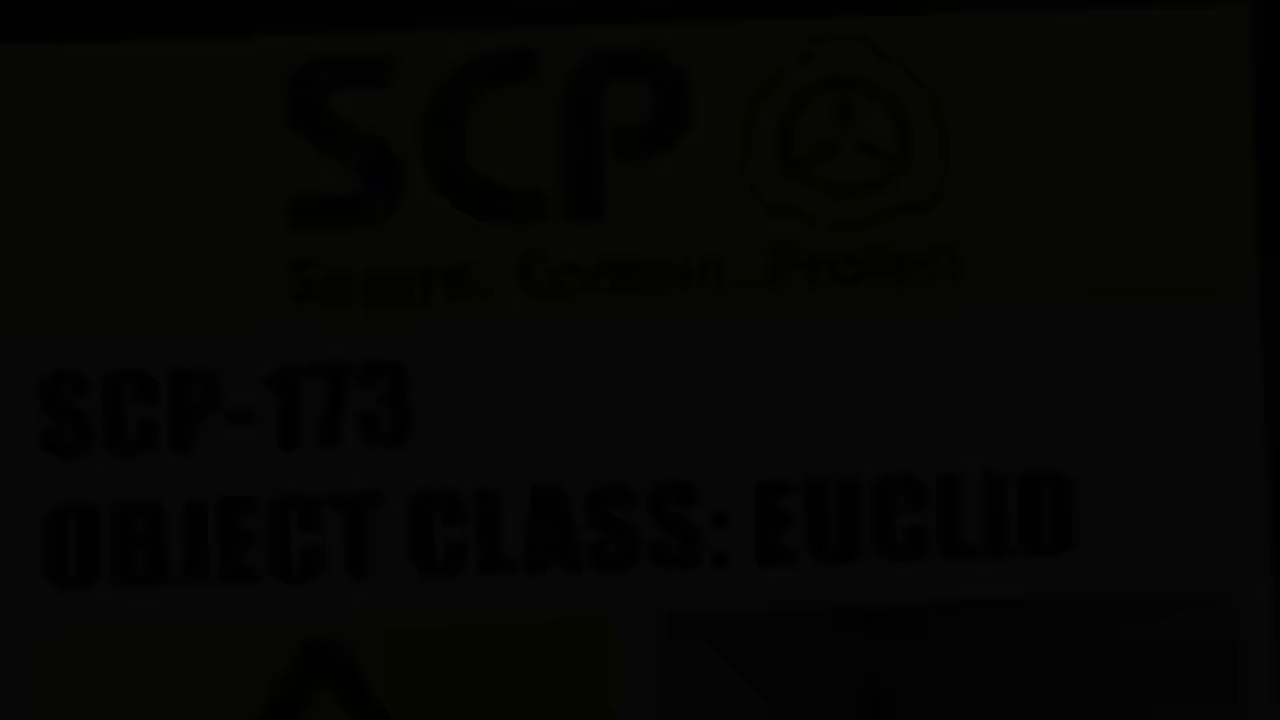 SCP
Secure. Contain. Protect.
SCP-173
OBJECT CLASS: EUCLID